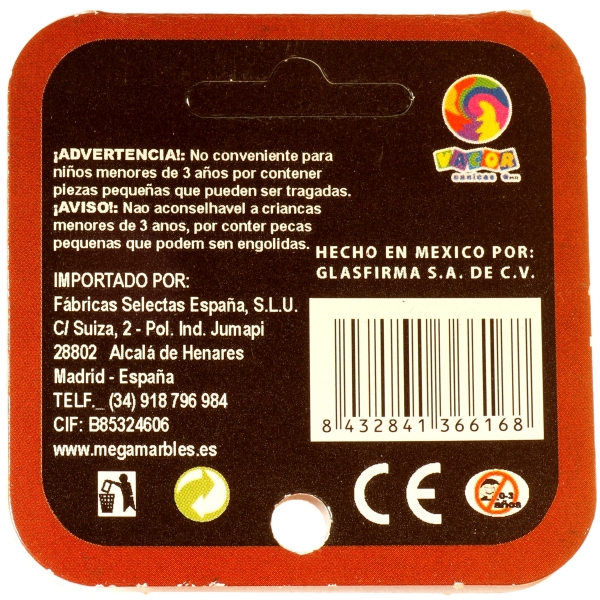 VACOR
canicas
¡ADVERTENCIA!: No conveniente para
niños menores de 3 años por contener
piezas pequeñas que pueden ser tragadas.
¡AVISO!: Nao aconselhavel a criancas
menores de 3 anos, por conter pecas
pequenas que podem ser engolidas.
HECHO EN MEXICO POR:
GLASFIRMA S.A. DE C.V.
IMPORTADO POR:
Fábricas Selectas España, S.L.U.
C/ Suiza, 2 - Pol. Ind. Jumapi
28802 Alcalá de Henares
Madrid - España
TELF._ (34) 918 796 984
CIF: B85324606
www.megamarbles.es
8 432841 366168
CE
0-3
años